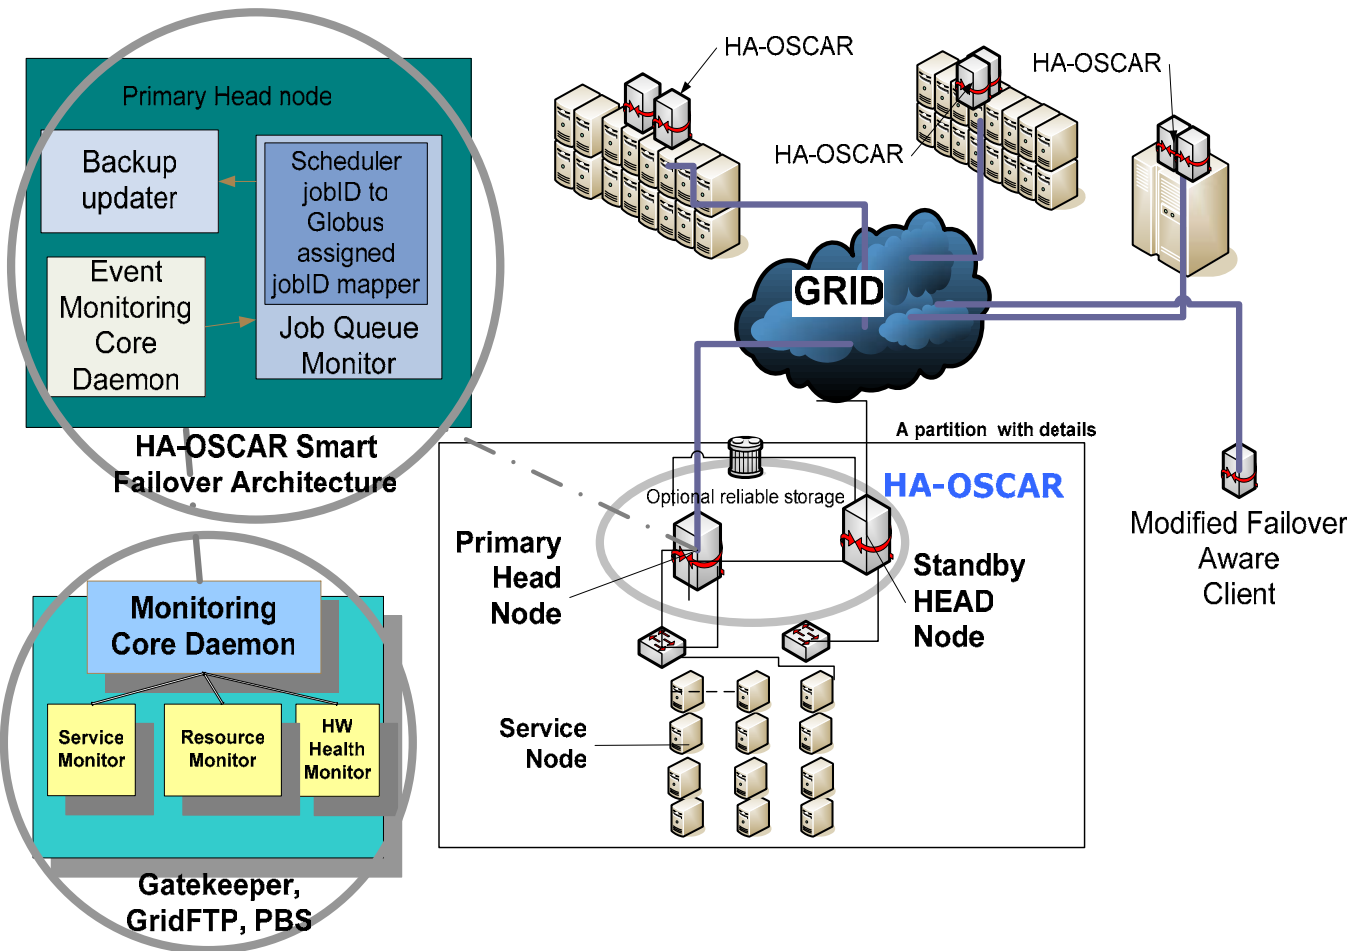 Primary Head node
Backup
updater
Scheduler
jobID to
Globus
assigned
jobID mapper
Event
Monitoring
Core
Daemon
Job Queue
Monitor
HA-OSCAR Smart
Failover Architecture
Monitoring
Core Daemon
Service
Monitor
Resource
Monitor
HW
Health
Monitor
Gatekeeper,
GridFTP, PBS
HA-OSCAR
HA-OSCAR
HA-OSCAR
GRID
A partition with details
Optional reliable storage
HA-OSCAR
Primary
Head
Node
Standby
HEAD
Node
Service
Node
Modified Failover
Aware
Client